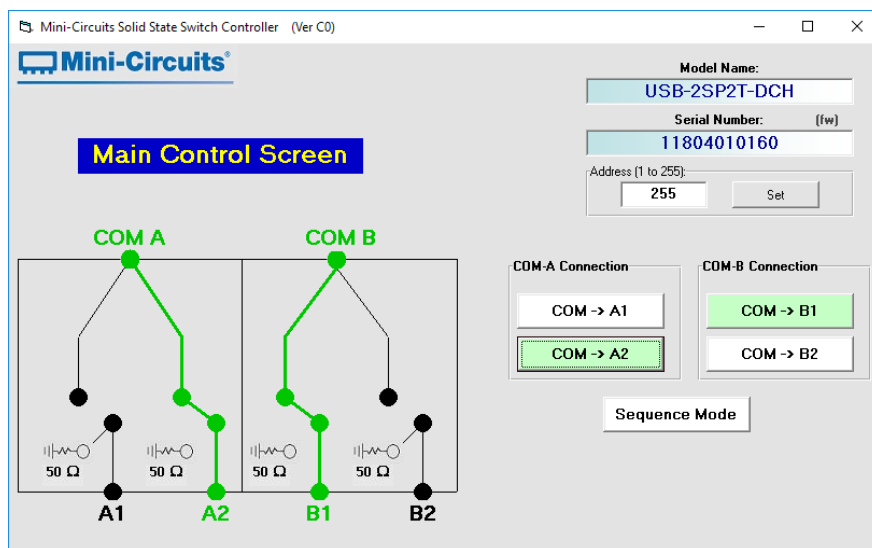 Mini-Circuits Solid State Switch Controller (Ver C0)
Mini-Circuits®
Model Name:
USB-2SP2T-DCH
Serial Number: (fw)
11804010160
Main Control Screen
Address (1 to 255):
255 Set
COM A COM B
COM-A Connection COM-B Connection
COM -> A1 COM -> B1
COM -> A2 COM -> B2
Sequence Mode
50 Ω 50 Ω 50 Ω 50 Ω
A1 A2 B1 B2